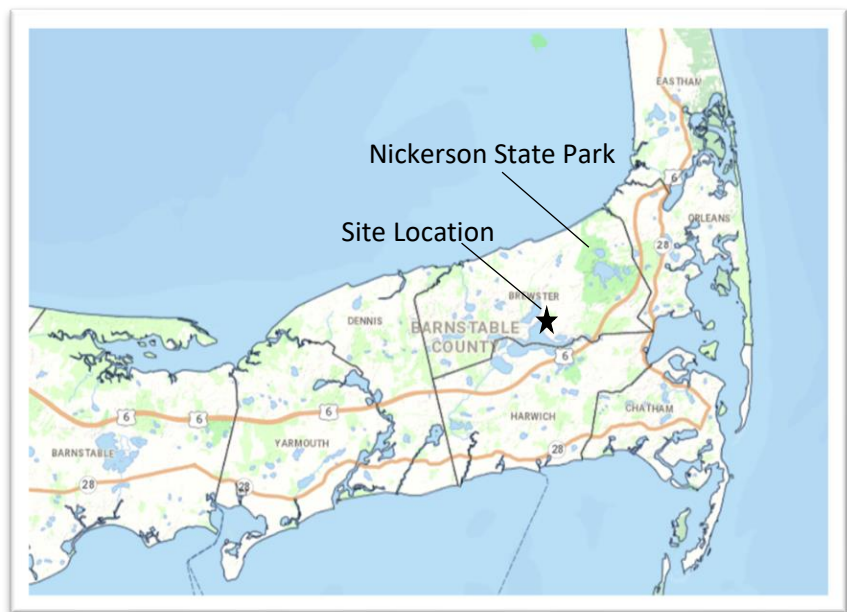 EASTHAM
Nickerson State Park
6
ORLEANS
Site Location
28
BREWSTER
DENNIS
BARNSTABLE
COUNTY
6
6
6
6
HARWICH
CHATHAM
YARMOUTH
BARNSTABLE
28
28
28